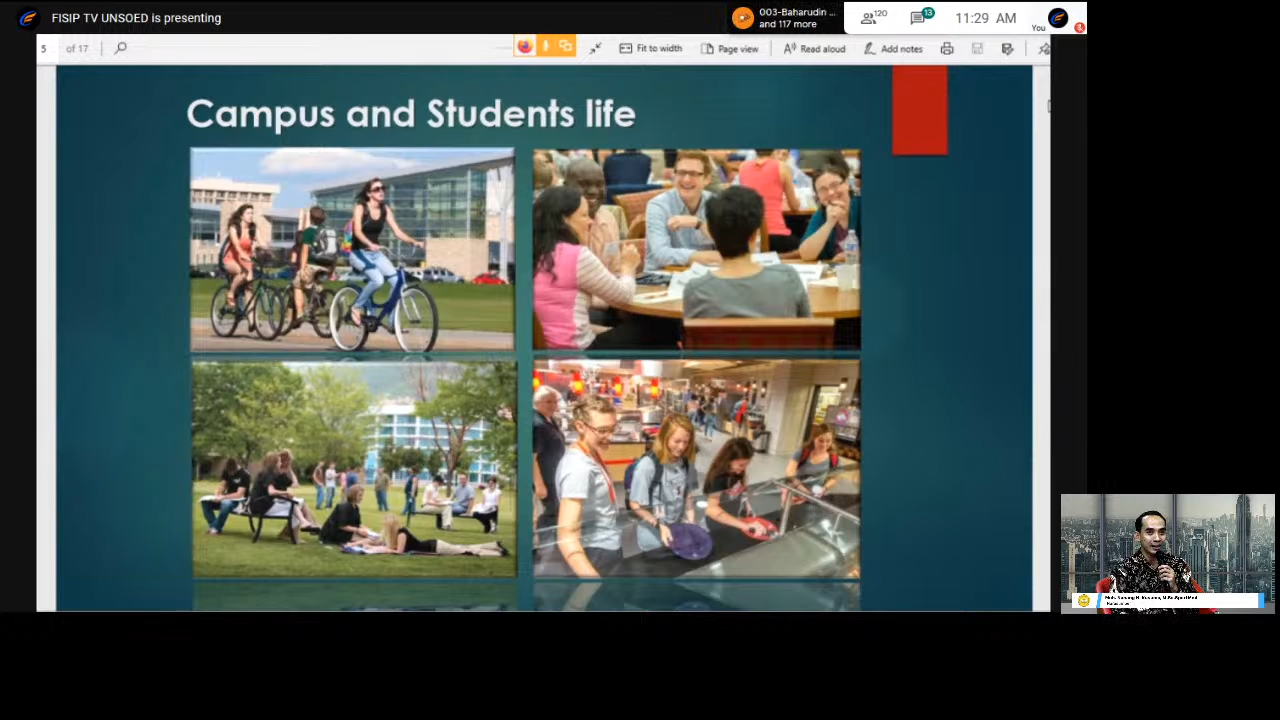 FISIP TV UNSOED is presenting
003-Baharudin ...
and 117 more
120
13
11:29 AM
You
5 of 17
Fit to width
Page view
Read aloud
Add notes
Campus and Students life